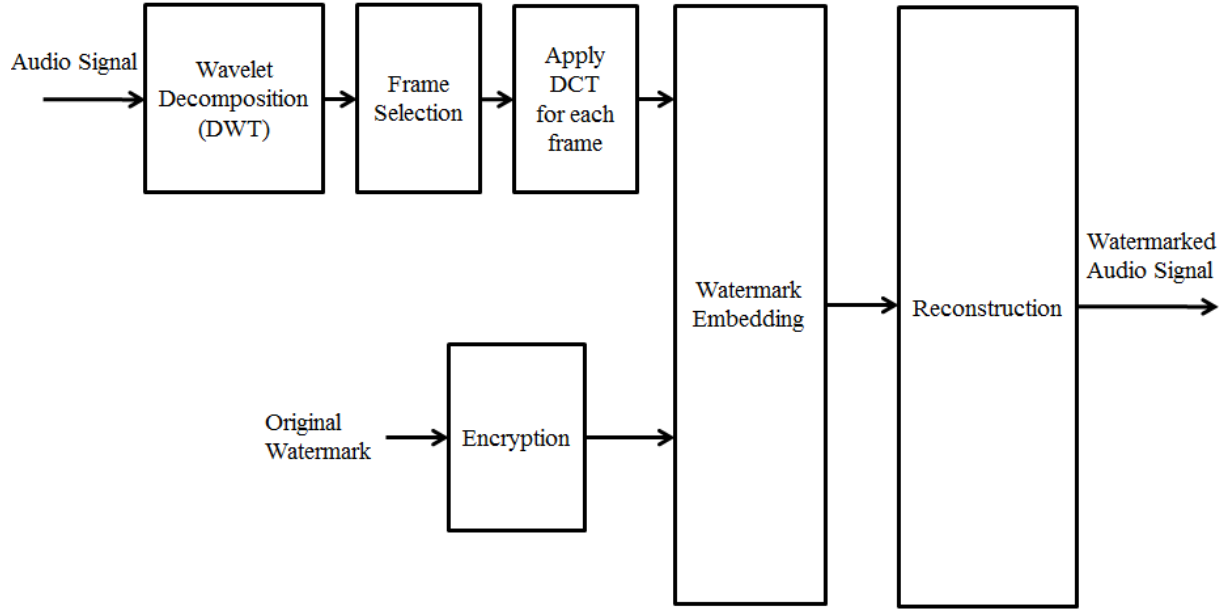 Audio Signal
Wavelet
Decomposition
(DWT)
Frame
Selection
Apply
DCT
for each
frame
Watermark
Embedding
Reconstruction
Watermarked
Audio Signal
Original
Watermark
Encryption